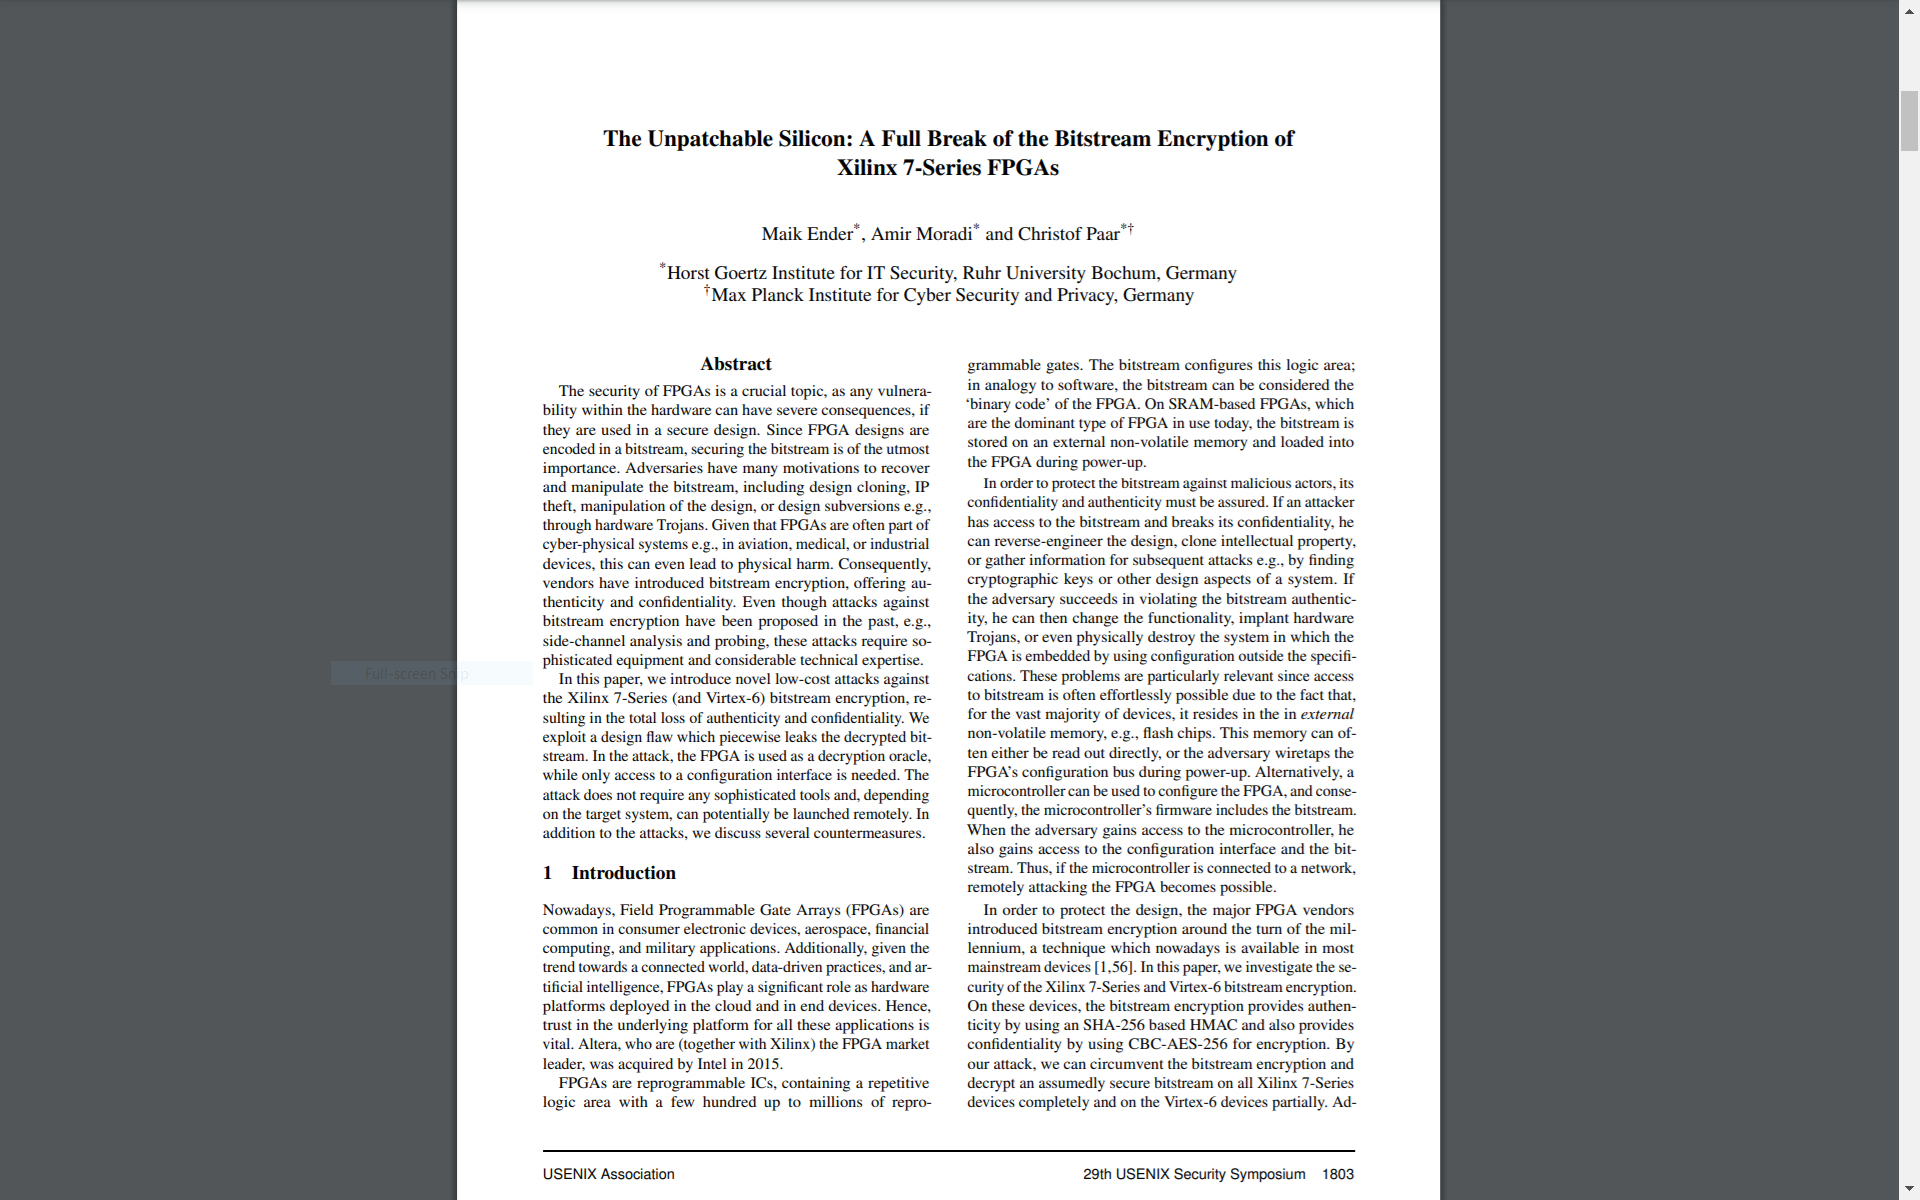 The Unpatchable Silicon: A Full Break of the Bitstream Encryption of
Xilinx 7-Series FPGAs
Maik Ender*, Amir Moradi* and Christof Paar*†
*Horst Goertz Institute for IT Security, Ruhr University Bochum, Germany
†Max Planck Institute for Cyber Security and Privacy, Germany
Abstract
The security of FPGAs is a crucial topic, as any vulnera-
bility within the hardware can have severe consequences, if
they are used in a secure design. Since FPGA designs are
encoded in a bitstream, securing the bitstream is of the utmost
importance. Adversaries have many motivations to recover
and manipulate the bitstream, including design cloning, IP
theft, manipulation of the design, or design subversions e.g.,
through hardware Trojans. Given that FPGAs are often part of
cyber-physical systems e.g., in aviation, medical, or industrial
devices, this can even lead to physical harm. Consequently,
vendors have introduced bitstream encryption, offering au-
thenticity and confidentiality. Even though attacks against
bitstream encryption have been proposed in the past, e.g.,
side-channel analysis and probing, these attacks require so-
phisticated equipment and considerable technical expertise.
In this paper, we introduce novel low-cost attacks against
the Xilinx 7-Series (and Virtex-6) bitstream encryption, re-
sulting in the total loss of authenticity and confidentiality. We
exploit a design flaw which piecewise leaks the decrypted bit-
stream. In the attack, the FPGA is used as a decryption oracle,
while only access to a configuration interface is needed. The
attack does not require any sophisticated tools and, depending
on the target system, can potentially be launched remotely. In
addition to the attacks, we discuss several countermeasures.
1 Introduction
Nowadays, Field Programmable Gate Arrays (FPGAs) are
common in consumer electronic devices, aerospace, financial
computing, and military applications. Additionally, given the
trend towards a connected world, data-driven practices, and ar-
tificial intelligence, FPGAs play a significant role as hardware
platforms deployed in the cloud and in end devices. Hence,
trust in the underlying platform for all these applications is
vital. Altera, who are (together with Xilinx) the FPGA market
leader, was acquired by Intel in 2015.
FPGAs are reprogrammable ICs, containing a repetitive
logic area with a few hundred up to millions of repro-
grammable gates. The bitstream configures this logic area;
in analogy to software, the bitstream can be considered the
‘binary code’ of the FPGA. On SRAM-based FPGAs, which
are the dominant type of FPGA in use today, the bitstream is
stored on an external non-volatile memory and loaded into
the FPGA during power-up.
In order to protect the bitstream against malicious actors, its
confidentiality and authenticity must be assured. If an attacker
has access to the bitstream and breaks its confidentiality, he
can reverse-engineer the design, clone intellectual property,
or gather information for subsequent attacks e.g., by finding
cryptographic keys or other design aspects of a system. If
the adversary succeeds in violating the bitstream authentic-
ity, he can then change the functionality, implant hardware
Trojans, or even physically destroy the system in which the
FPGA is embedded by using configuration outside the specifi-
cations. These problems are particularly relevant since access
to bitstream is often effortlessly possible due to the fact that,
for the vast majority of devices, it resides in the in external
non-volatile memory, e.g., flash chips. This memory can of-
ten either be read out directly, or the adversary wiretaps the
FPGA’s configuration bus during power-up. Alternatively, a
microcontroller can be used to configure the FPGA, and conse-
quently, the microcontroller’s firmware includes the bitstream.
When the adversary gains access to the microcontroller, he
also gains access to the configuration interface and the bit-
stream. Thus, if the microcontroller is connected to a network,
remotely attacking the FPGA becomes possible.
In order to protect the design, the major FPGA vendors
introduced bitstream encryption around the turn of the mil-
lennium, a technique which nowadays is available in most
mainstream devices [1,56]. In this paper, we investigate the se-
curity of the Xilinx 7-Series and Virtex-6 bitstream encryption.
On these devices, the bitstream encryption provides authen-
ticity by using an SHA-256 based HMAC and also provides
confidentiality by using CBC-AES-256 for encryption. By
our attack, we can circumvent the bitstream encryption and
decrypt an assumedly secure bitstream on all Xilinx 7-Series
devices completely and on the Virtex-6 devices partially. Ad-
Full-screen Snip
USENIX Association
29th USENIX Security Symposium 1803